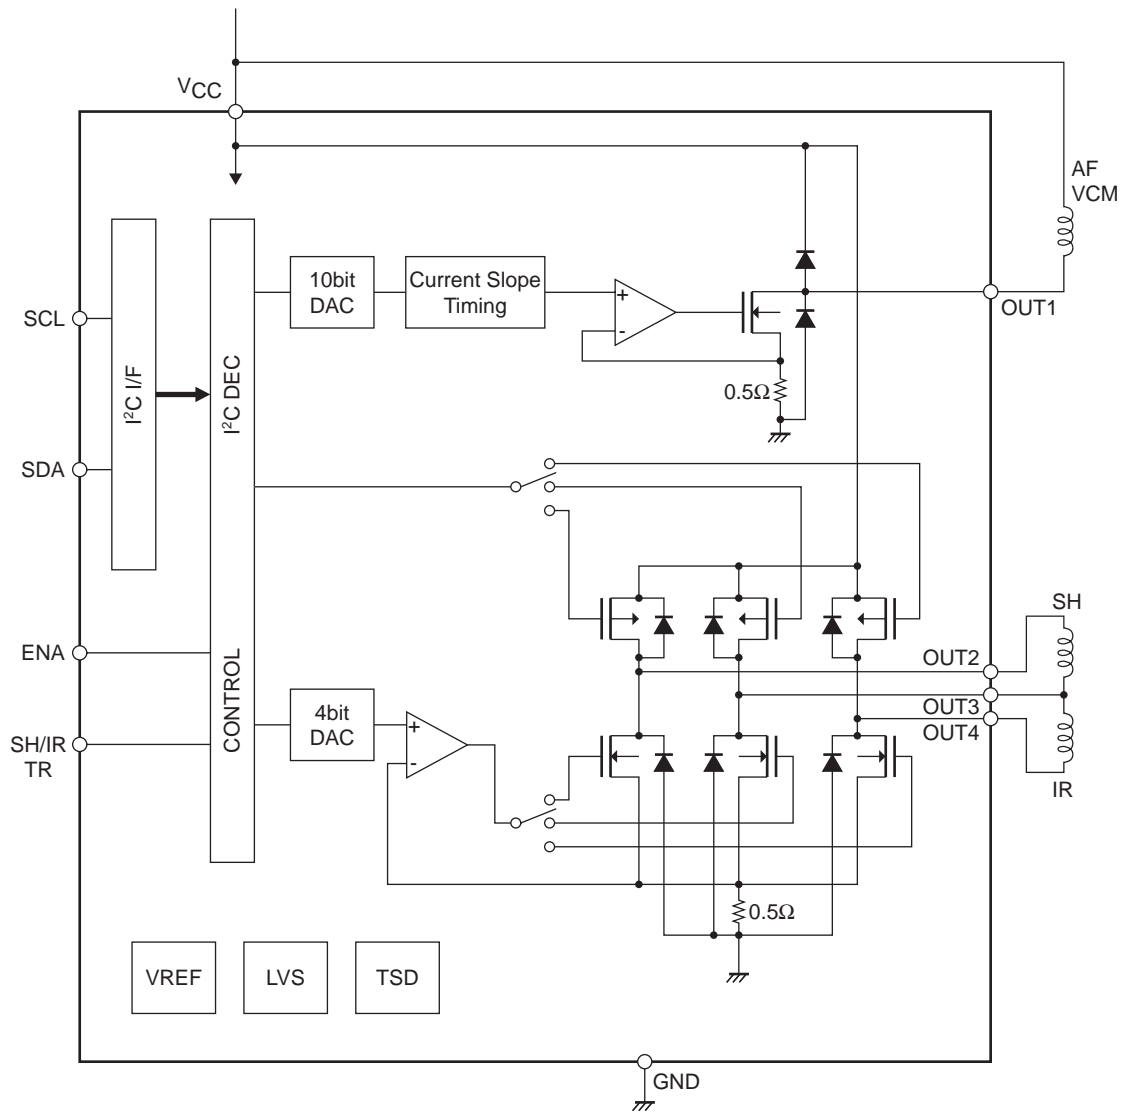 VCC
AF
VCM
10bit
DAC
Current Slope
Timing
+
-
OUT1
SCL
I²C I/F
I²C DEC
0.5Ω
SDA
SH
ENA
OUT2
CONTROL
4bit
DAC
+
-
OUT3
SH/IR
TR
OUT4
IR
0.5Ω
VREF
LVS
TSD
GND